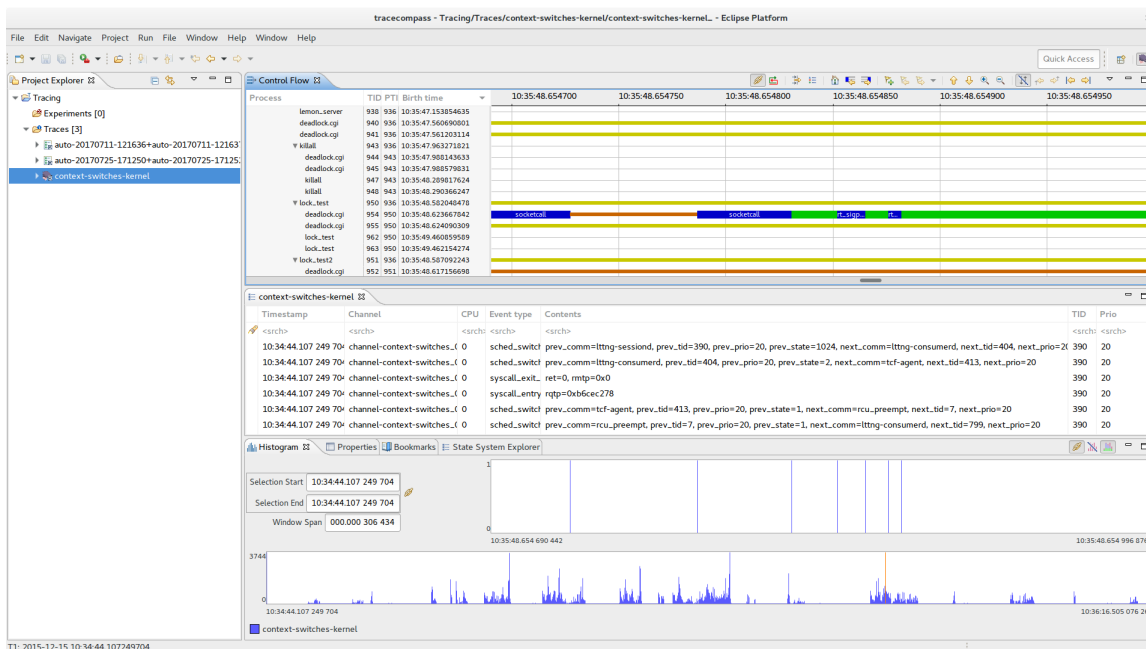 tracecompass - Tracing/Traces/context-switches-kernel/context-switches-kernel_ - Eclipse Platform
File Edit Navigate Project Run File Window Help Window Help
Quick Access
Project Explorer
Tracing
Experiments [0]
Traces [3]
auto-20170711-121636+auto-20170711-12163
auto-20170725-171250+auto-20170725-17125
context-switches-kernel
Control Flow
Process TID PTI Birth time 10:35:48.654700 10:35:48.654750 10:35:48.654800 10:35:48.654850 10:35:48.654900 10:35:48.654950
lemon_server 938 936 10:35:47.153854635
deadlock.cgi 940 936 10:35:47.560690801
deadlock.cgi 941 936 10:35:47.561203114
killall 943 936 10:35:47.963271821
deadlock.cgi 944 943 10:35:47.988143633
deadlock.cgi 945 943 10:35:47.988579831
killall 947 943 10:35:48.289817624
killall 948 943 10:35:48.290366247
lock_test 950 936 10:35:48.582048478
deadlock.cgi 954 950 10:35:48.623667842 socketcall socketcall rt_sigp... rt_...
deadlock.cgi 955 950 10:35:48.624090309
lock_test 962 950 10:35:49.460859589
lock_test 963 950 10:35:49.462154274
lock_test2 951 936 10:35:48.587092243
deadlock.cgi 952 951 10:35:48.617156698
context-switches-kernel
Timestamp Channel CPU Event type Contents TID Prio
<srch> <srch> <srch> <srch> <srch> <srch> <srch>
10:34:44.107 249 704 channel-context-switches_( 0 sched_switch prev_comm=lttng-sessiond, prev_tid=390, prev_prio=20, prev_state=1024, next_comm=lttng-consumerd, next_tid=404, next_prio=20 390 20
10:34:44.107 249 704 channel-context-switches_( 0 sched_switch prev_comm=lttng-consumerd, prev_tid=404, prev_prio=20, prev_state=2, next_comm=tcf-agent, next_tid=413, next_prio=20 390 20
10:34:44.107 249 704 channel-context-switches_( 0 syscall_exit_ ret=0, rmtp=0x0 390 20
10:34:44.107 249 704 channel-context-switches_( 0 syscall_entry rqtp=0xb6cec278 390 20
10:34:44.107 249 704 channel-context-switches_( 0 sched_switch prev_comm=tcf-agent, prev_tid=413, prev_prio=20, prev_state=1, next_comm=rcu_preempt, next_tid=7, next_prio=20 390 20
10:34:44.107 249 704 channel-context-switches_( 0 sched_switch prev_comm=rcu_preempt, prev_tid=7, prev_prio=20, prev_state=1, next_comm=lttng-consumerd, next_tid=799, next_prio=20 390 20
Histogram Properties Bookmarks State System Explorer
1
Selection Start 10:34:44.107 249 704
Selection End 10:34:44.107 249 704
Window Span 000.000 306 434
0
10:35:48.654 690 442 10:35:48.654 996 876
3744
0
10:34:44.107 249 704 10:36:16.505 076 26
context-switches-kernel
T1: 2015-12-15 10:34:44.107249704